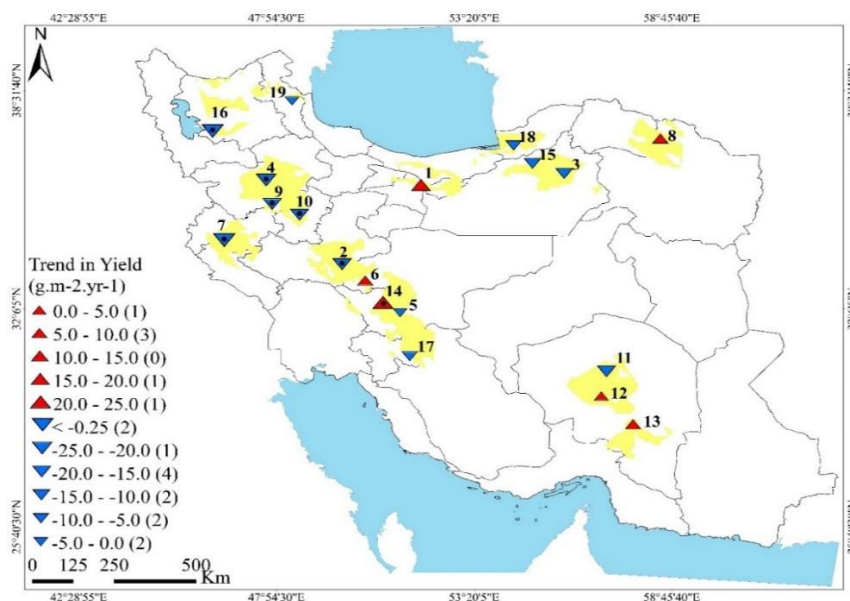 42°28'55"E 47°54'30"E 53°20'5"E 58°45'40"E
N
38°31'40"N
19
16
18
8
15
3
1
4
9
10
7
2
6
14
5
17
11
12
13
32°6'5"N
25°40'30"N
Trend in Yield
(g.m-2.yr-1)
0.0 - 5.0 (1)
5.0 - 10.0 (3)
10.0 - 15.0 (0)
15.0 - 20.0 (1)
20.0 - 25.0 (1)
< -0.25 (2)
-25.0 - -20.0 (1)
-20.0 - -15.0 (4)
-15.0 - -10.0 (2)
-10.0 - -5.0 (2)
-5.0 - 0.0 (2)
0 125 250 500
Km
42°28'55"E 47°54'30"E 53°20'5"E 58°45'40"E